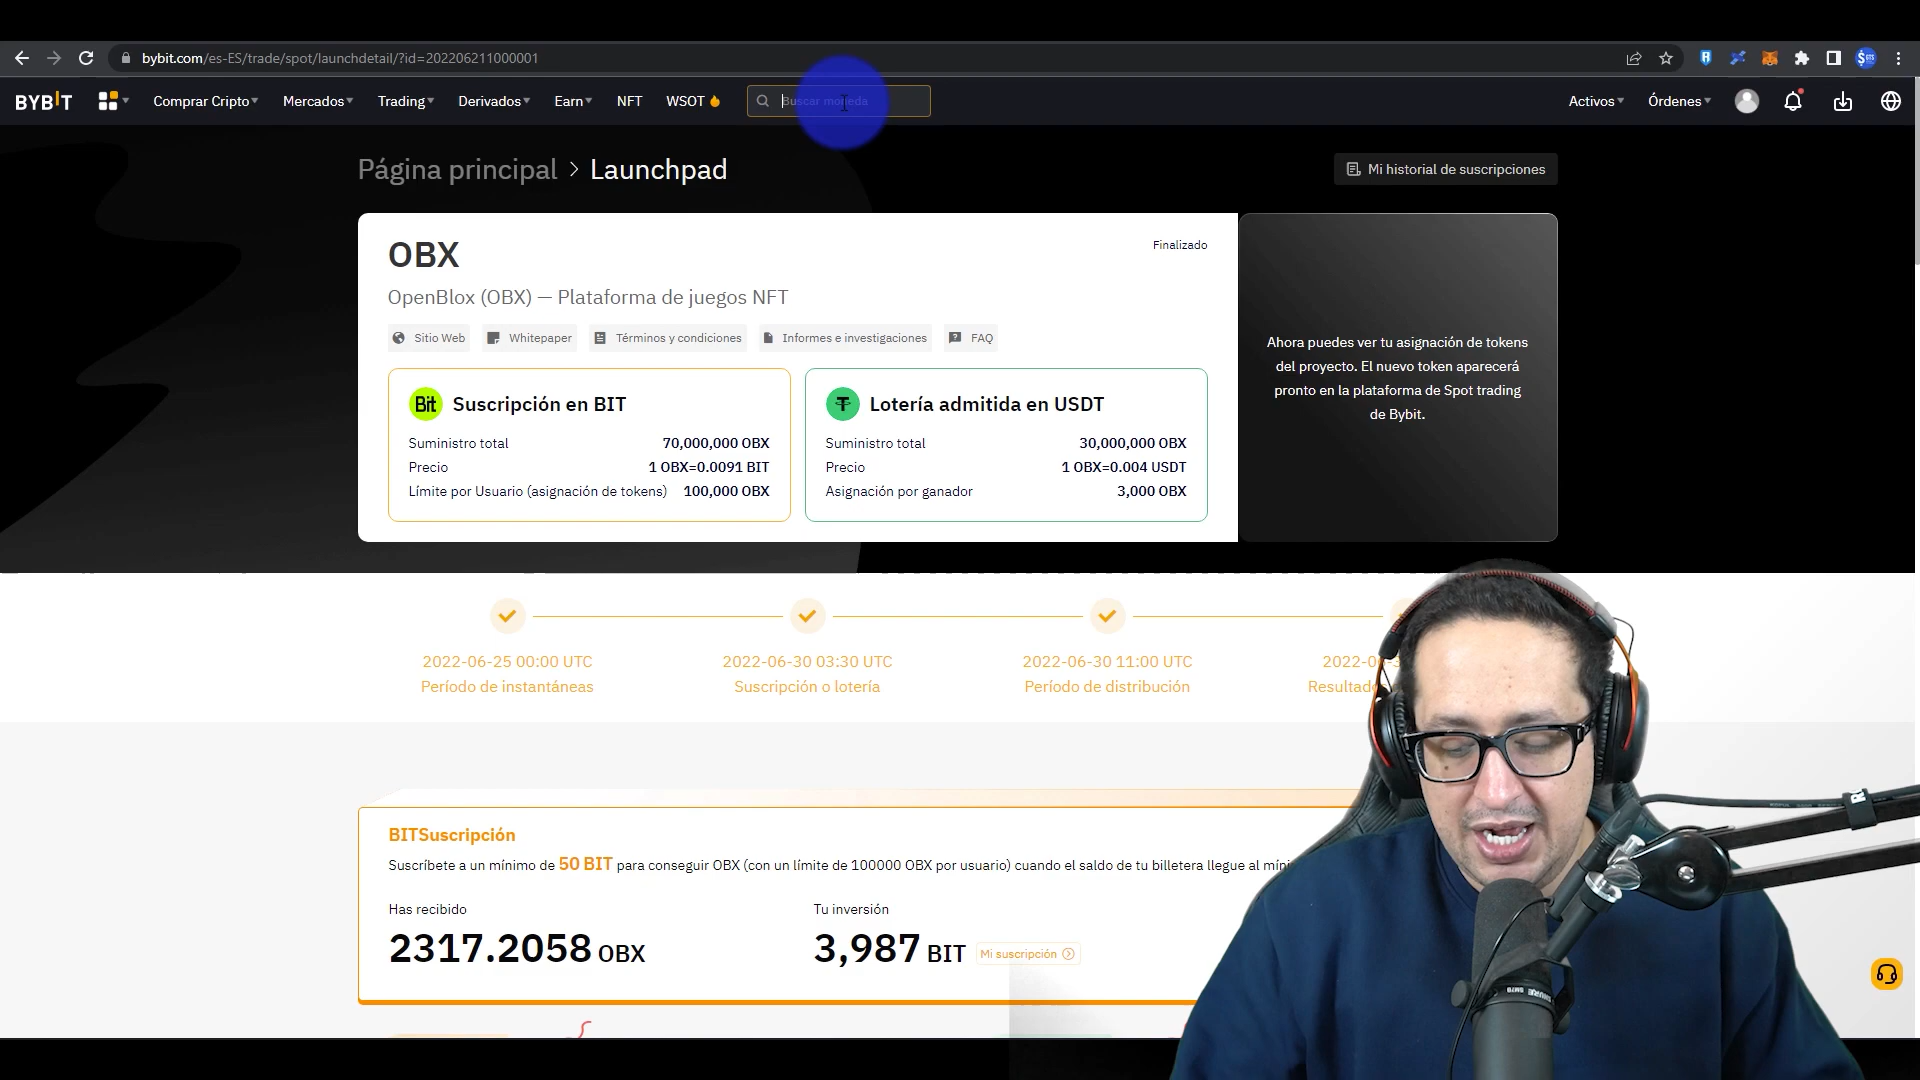 bybit.com/es-ES/trade/spot/launchdetail/?id=202206211000001
BYBIT
Comprar Cripto
Mercados
Trading
Derivados
Earn
NFT
WSOT
Buscar moneda
Activos
Órdenes
Página principal > Launchpad
Mi historial de suscripciones
OBX
Finalizado
OpenBlox (OBX) — Plataforma de juegos NFT
Sitio Web
Whitepaper
Términos y condiciones
Informes e investigaciones
FAQ
Bit Suscripción en BIT
Suministro total 70,000,000 OBX
Precio 1 OBX=0.0091 BIT
Límite por Usuario (asignación de tokens) 100,000 OBX
Lotería admitida en USDT
Suministro total 30,000,000 OBX
Precio 1 OBX=0.004 USDT
Asignación por ganador 3,000 OBX
Ahora puedes ver tu asignación de tokens
del proyecto. El nuevo token aparecerá
pronto en la plataforma de Spot trading
de Bybit.
2022-06-25 00:00 UTC
Período de instantáneas
2022-06-30 03:30 UTC
Suscripción o lotería
2022-06-30 11:00 UTC
Período de distribución
BITSuscripción
Suscríbete a un mínimo de 50 BIT para conseguir OBX (con un límite de 100000 OBX por usuario) cuando el saldo de tu billetera llegue al
Has recibido
2317.2058 OBX
Tu inversión
3,987 BIT
Mi suscripción